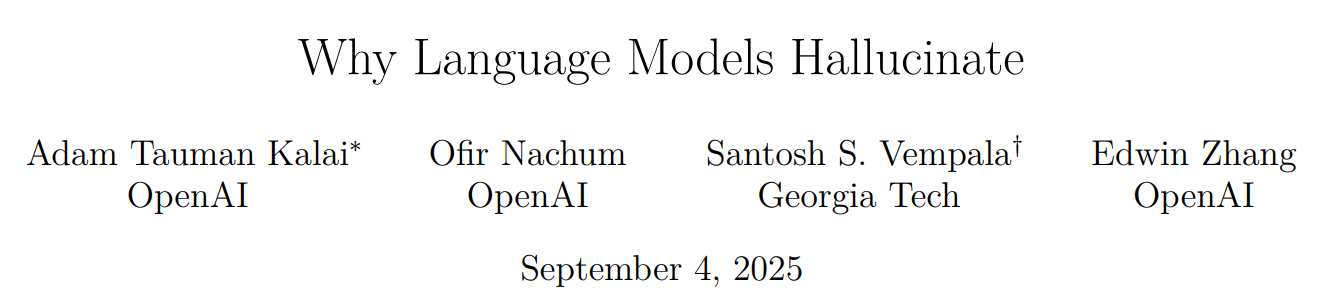 Why Language Models Hallucinate
Adam Tauman Kalai* Ofir Nachum Santosh S. Vempala† Edwin Zhang
OpenAI OpenAI Georgia Tech OpenAI
September 4, 2025